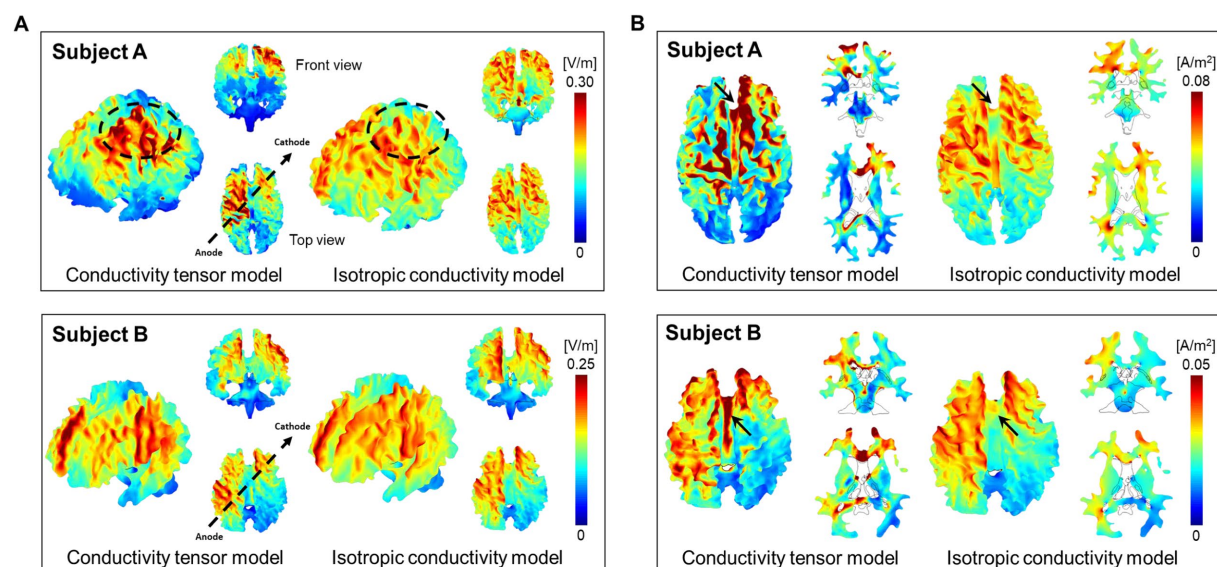 A
Subject A
Front view
Cathode
Anode
Top view
[V/m]
0.30
0
Conductivity tensor model
Isotropic conductivity model
Subject B
Cathode
Anode
[V/m]
0.25
0
Conductivity tensor model
Isotropic conductivity model
B
Subject A
[A/m²]
0.08
0
Conductivity tensor model
Isotropic conductivity model
Subject B
[A/m²]
0.05
0
Conductivity tensor model
Isotropic conductivity model